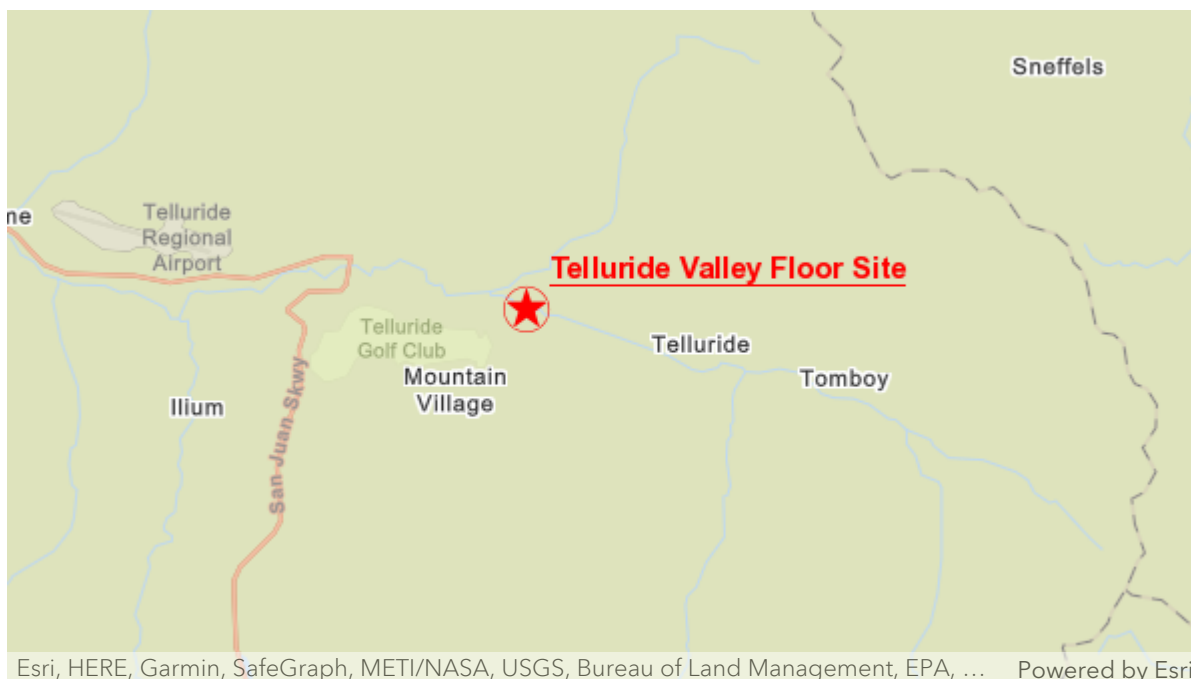 Sneffels
me
Telluride
Regional
Airport
Telluride Valley Floor Site
Telluride
Golf Club
Telluride
Mountain
Village
Tomboy
Ilium
San Juan Skwy
Esri, HERE, Garmin, SafeGraph, METI/NASA, USGS, Bureau of Land Management, EPA, ...
Powered by Esri